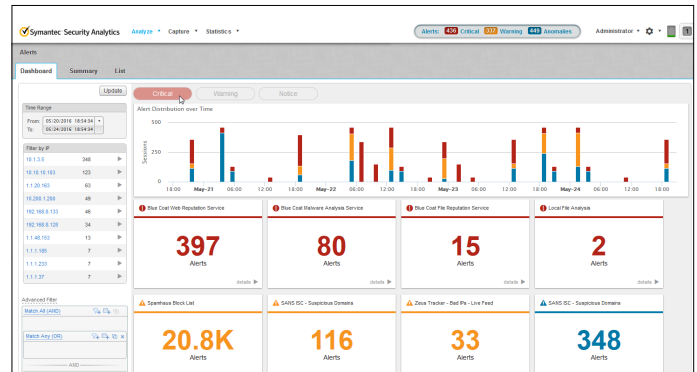 Symantec Security Analytics
Analyze Capture Statistics
Alerts: 436 Critical 337 Warning 449 Anomalies
Administrator
1
Alerts
Dashboard Summary List
Update
Critical Warning Notice
Time Range
From: 05/20/2016 18:54:34
To: 05/24/2016 18:54:34
Filter by IP
10.1.3.5 348
10.10.10.103 123
1.1.20.163 63
10.200.1.200 49
192.168.8.133 46
192.168.8.128 34
1.1.40.153 13
1.1.1.185 7
1.1.1.233 7
1.1.1.37 7
Advanced Filter
Match All (AND)
Match Any (OR)
AND
Alert Distribution over Time
Sessions
500
250
0
18:00 May-21 06:00 12:00 18:00 May-22 06:00 12:00 18:00 May-23 06:00 12:00 18:00 May-24 06:00 12:00 18:00
Blue Coat Web Reputation Service
397
Alerts
details
Blue Coat Malware Analysis Service
80
Alerts
details
Blue Coat File Reputation Service
15
Alerts
details
Local File Analysis
2
Alerts
details
Spamhaus Block List
20.8K
Alerts
SANS ISC - Suspicious Domains
116
Alerts
Zeus Tracker - Bad IPs - Live Feed
33
Alerts
SANS ISC - Suspicious Domains
348
Alerts